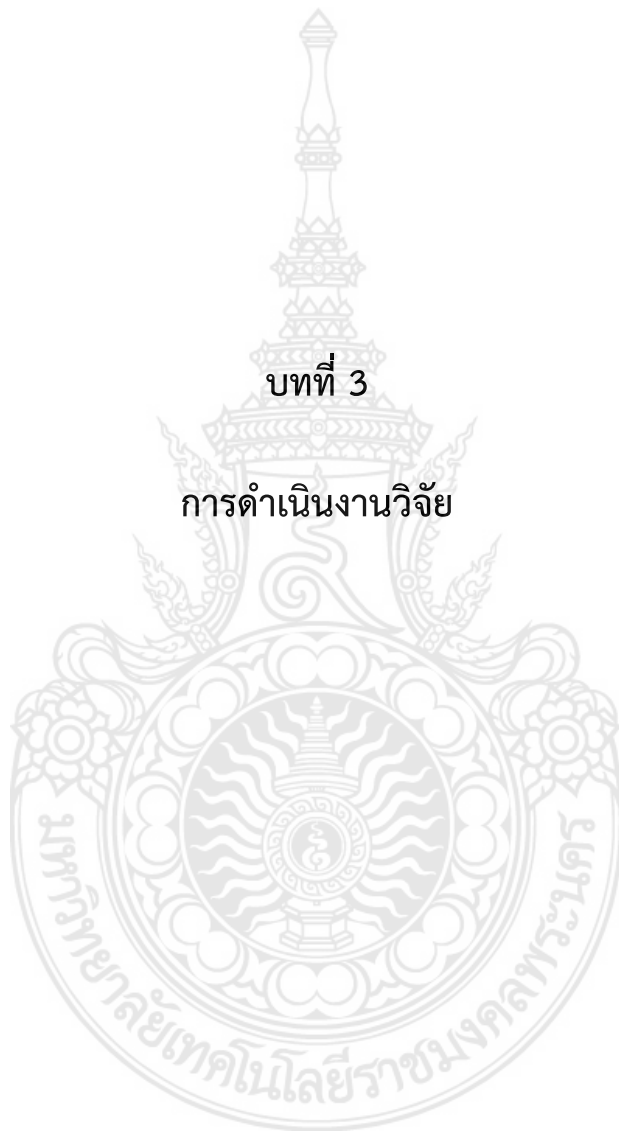 บทที่ 3
การดำเนินงานวิจัย
มหาวิทยาลัยเทคโนโลยีราชมงคลพระนคร